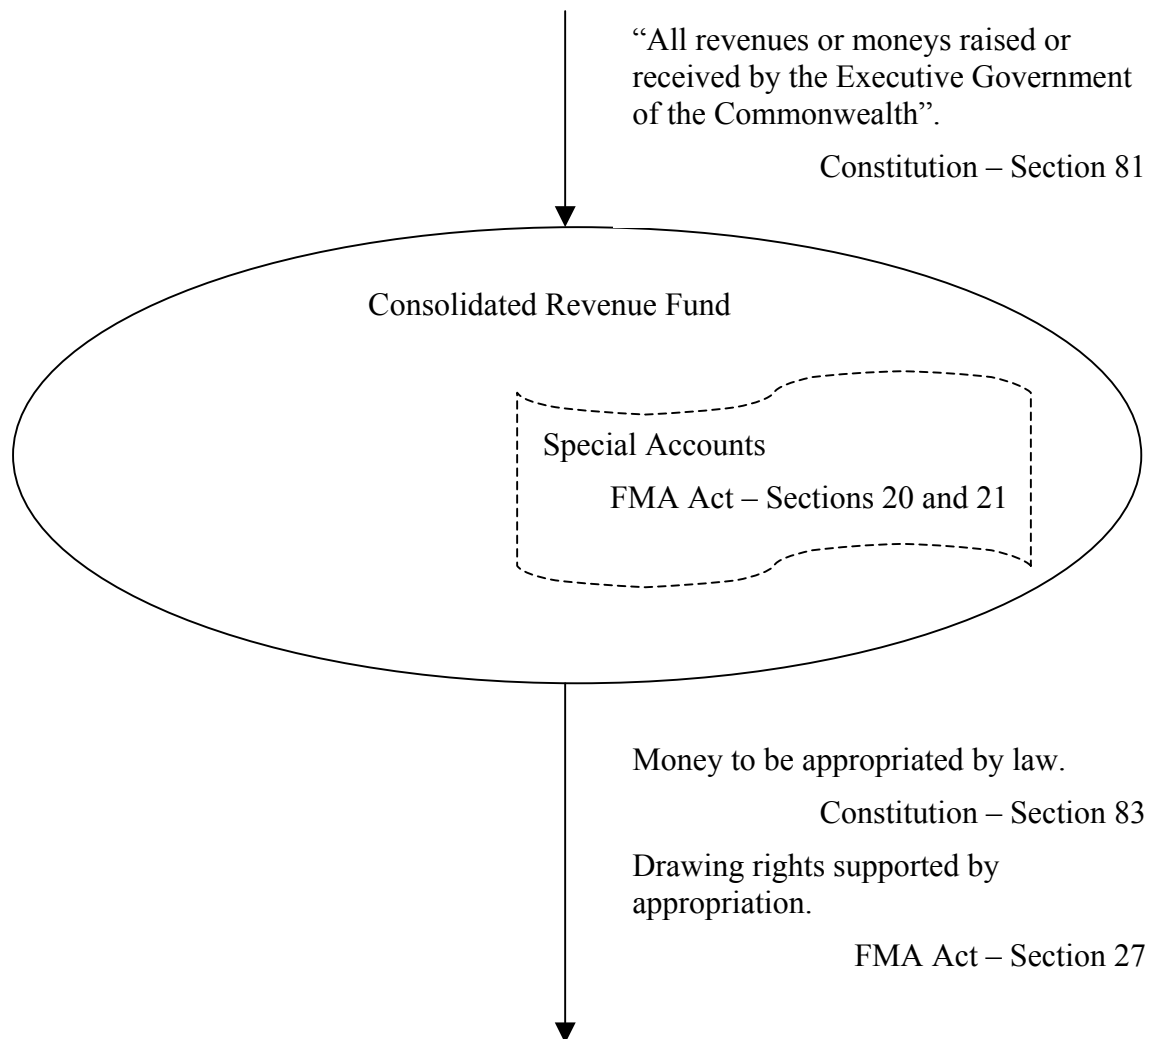 “All revenues or moneys raised or
received by the Executive Government
of the Commonwealth”.
Constitution – Section 81
Consolidated Revenue Fund
Special Accounts
FMA Act – Sections 20 and 21
Money to be appropriated by law.
Constitution – Section 83
Drawing rights supported by
appropriation.
FMA Act – Section 27